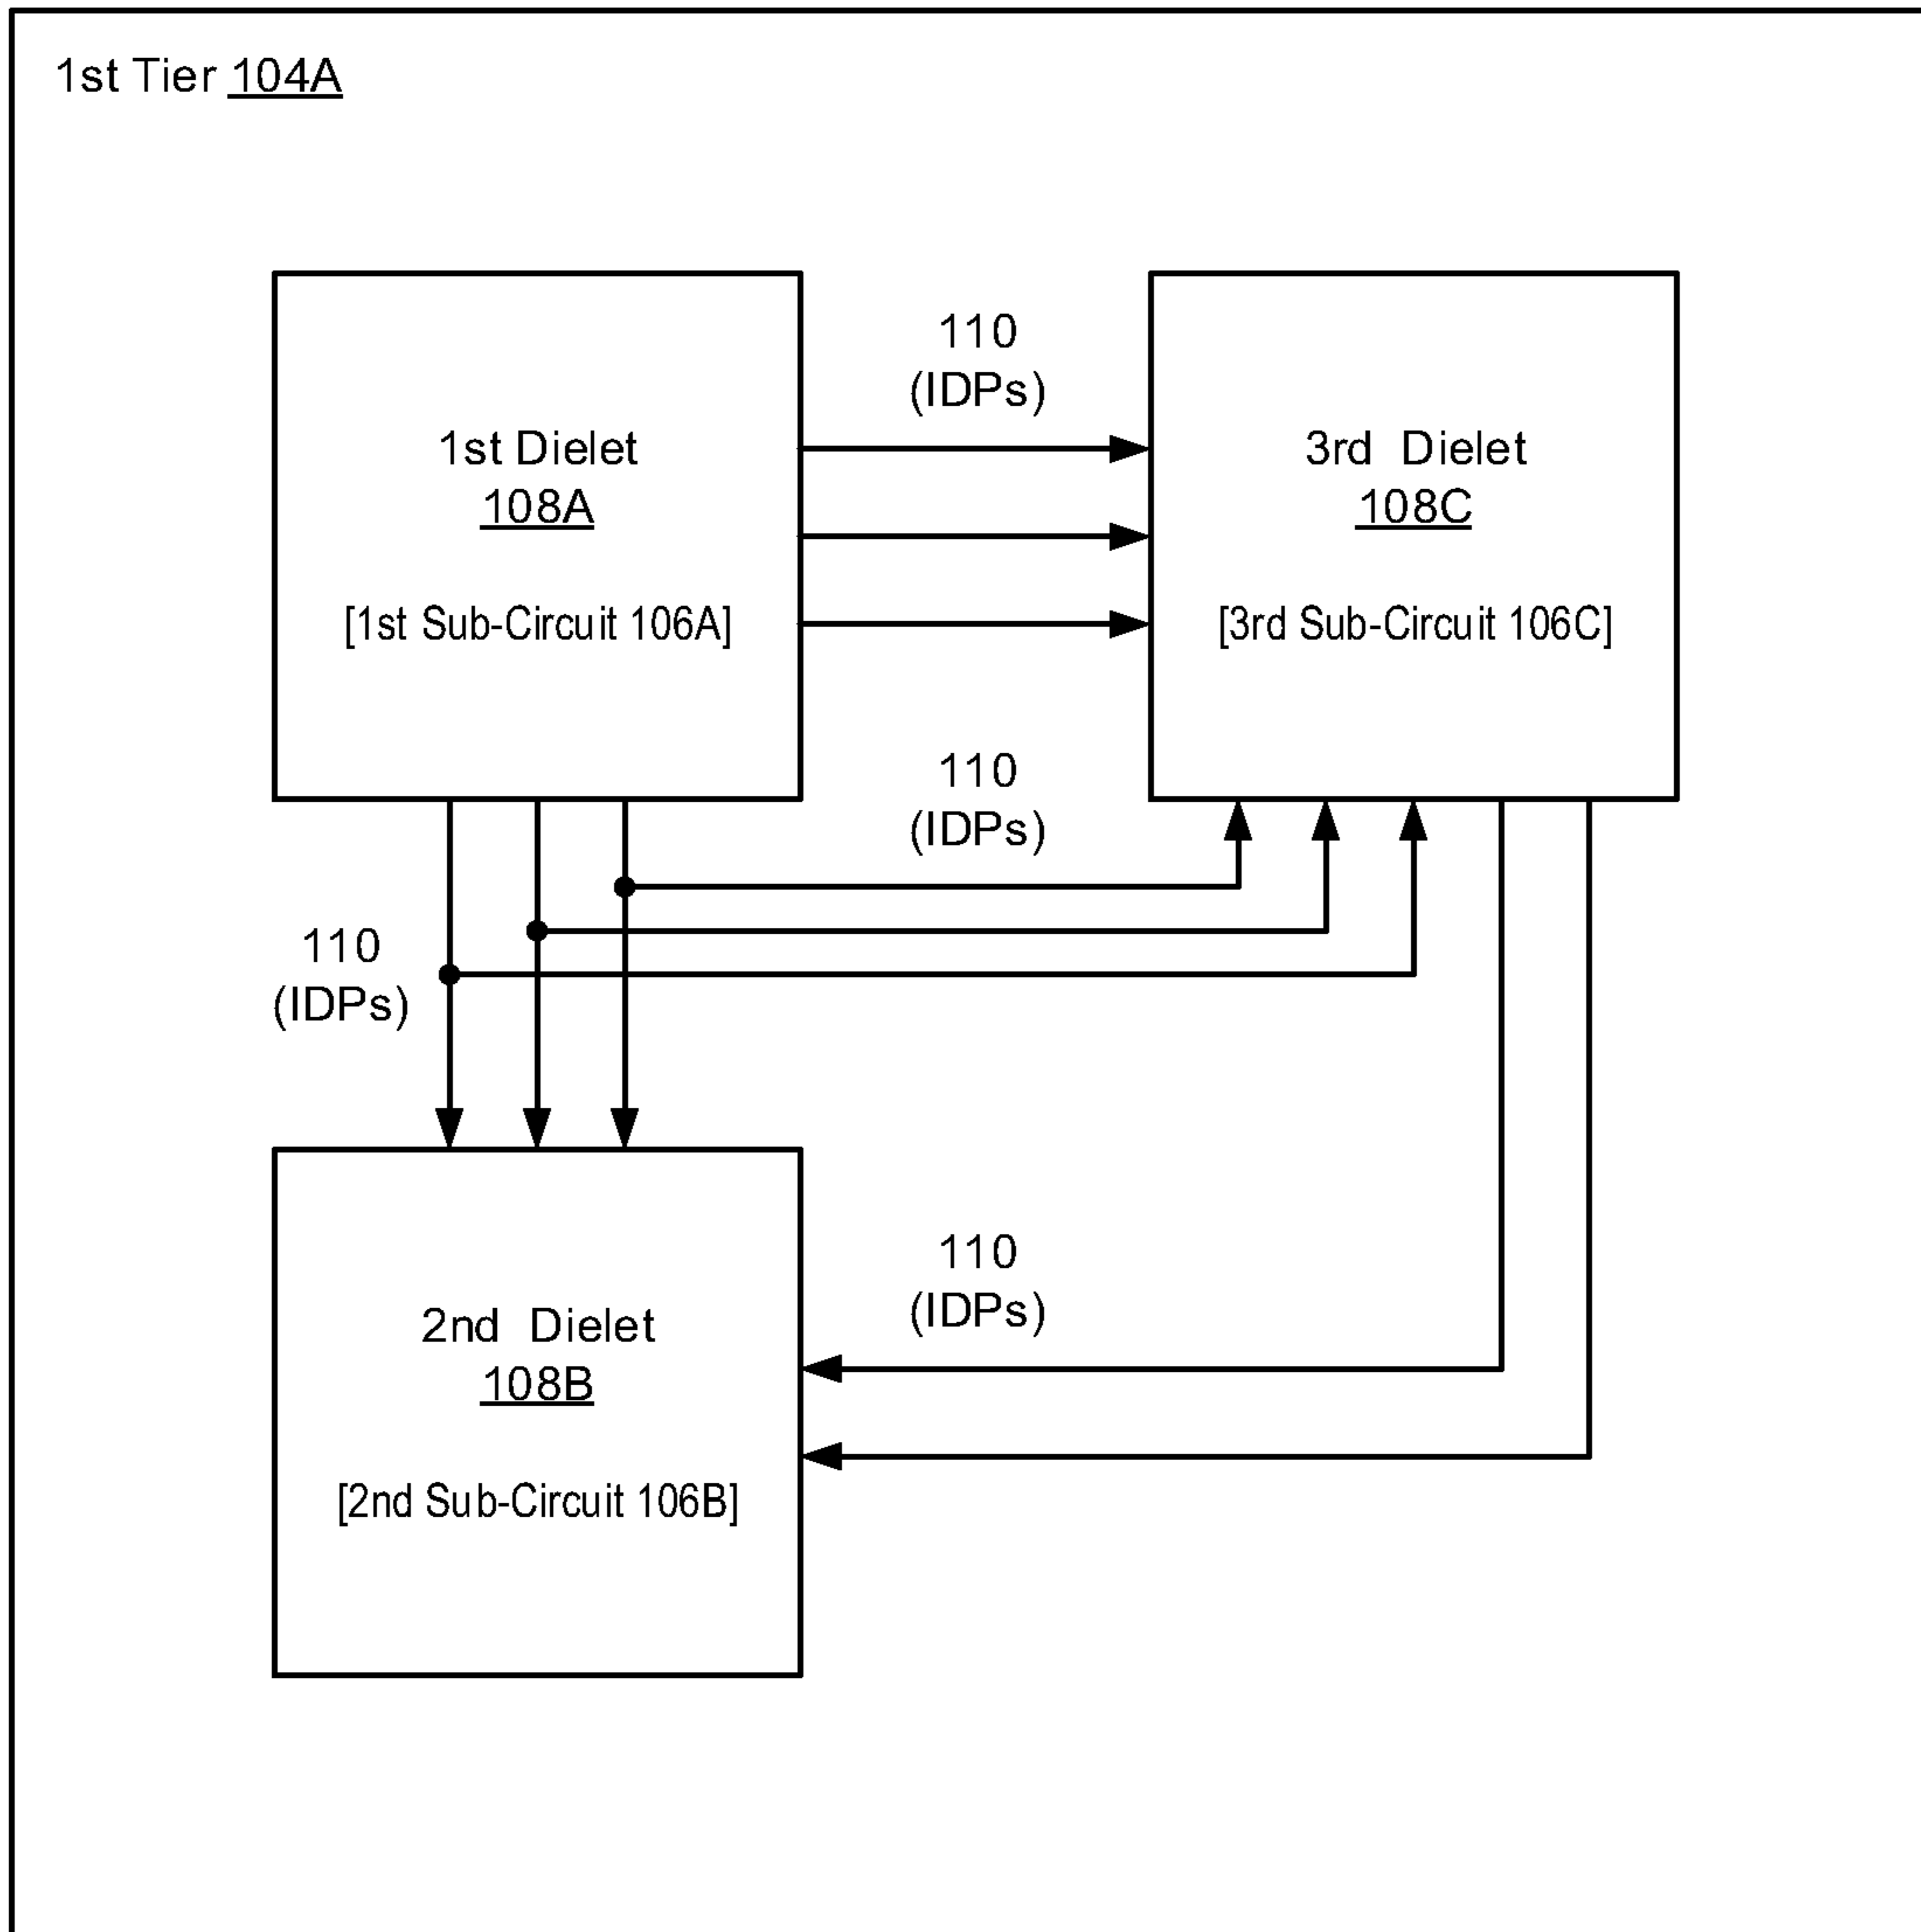 1st Tier 104A
110
(IDPs)
1st Dielet
108A
[1st Sub-Circuit 106A]
3rd Dielet
108C
[3rd Sub-Circuit 106C]
110
(IDPs)
110
(IDPs)
110
(IDPs)
2nd Dielet
108B
[2nd Sub-Circuit 106B]